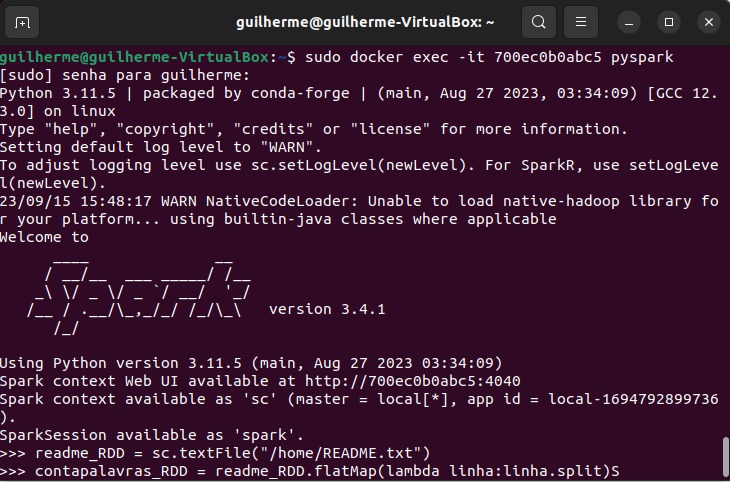 guilherme@guilherme-VirtualBox: ~
guilherme@guilherme-VirtualBox:~$ sudo docker exec -it 700ec0b0abc5 pyspark
[sudo] senha para guilherme:
Python 3.11.5 | packaged by conda-forge | (main, Aug 27 2023, 03:34:09) [GCC 12.
3.0] on linux
Type "help", "copyright", "credits" or "license" for more information.
Setting default log level to "WARN".
To adjust logging level use sc.setLogLevel(newLevel). For SparkR, use setLogLeve
l(newLevel).
23/09/15 15:48:17 WARN NativeCodeLoader: Unable to load native-hadoop library fo
r your platform... using builtin-java classes where applicable
Welcome to
      ____              __
     / __/__  ___ _____/ /__
    _\ \/ _ \/ _ `/ __/  '_/
   /__ / .__/\_,_/_/ /_/\_\   version 3.4.1
      /_/
Using Python version 3.11.5 (main, Aug 27 2023 03:34:09)
Spark context Web UI available at http://700ec0b0abc5:4040
Spark context available as 'sc' (master = local[*], app id = local-1694792899736
).
SparkSession available as 'spark'.
>>> readme_RDD = sc.textFile("/home/README.txt")
>>> contapalavras_RDD = readme_RDD.flatMap(lambda linha:linha.split)S